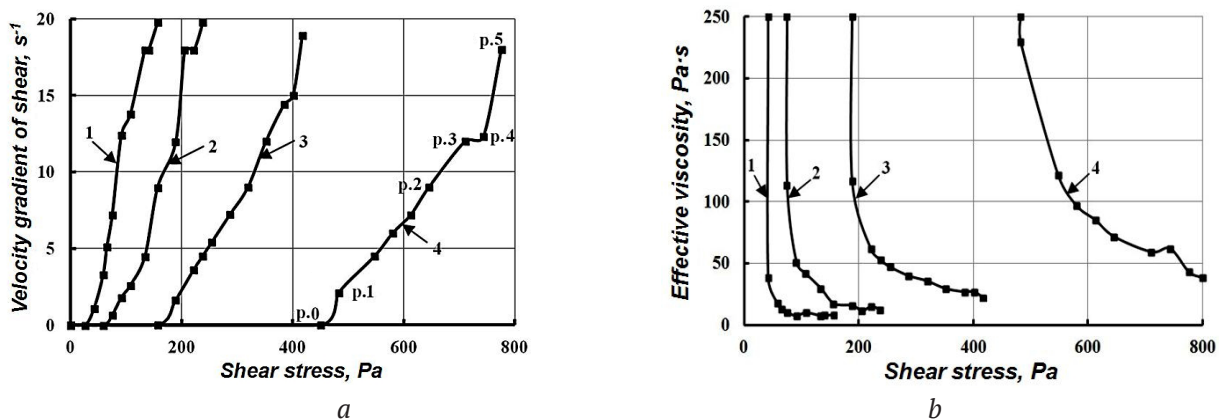 Velocity gradient of shear, s⁻¹
20
15
10
5
0
1
2
3
4
p.0
p.1
p.2
p.3
p.4
p.5
0
200
400
600
800
Shear stress, Pa
a
Effective viscosity, Pa·s
250
200
150
100
50
0
1
2
3
4
0
200
400
600
800
Shear stress, Pa
b